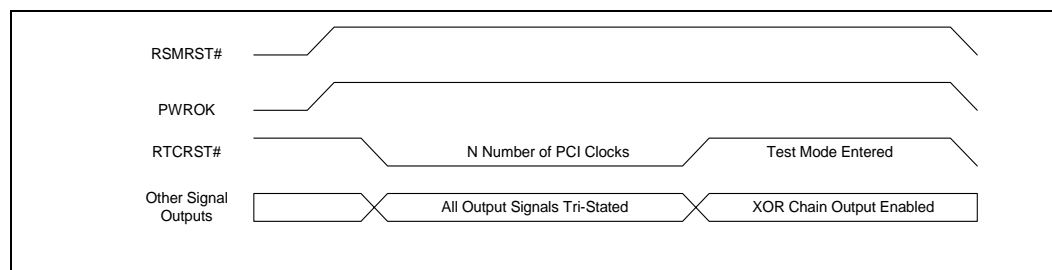 RSMRST#
PWROK
RTCRST#
N Number of PCI Clocks
Test Mode Entered
Other Signal
Outputs
All Output Signals Tri-Stated
XOR Chain Output Enabled